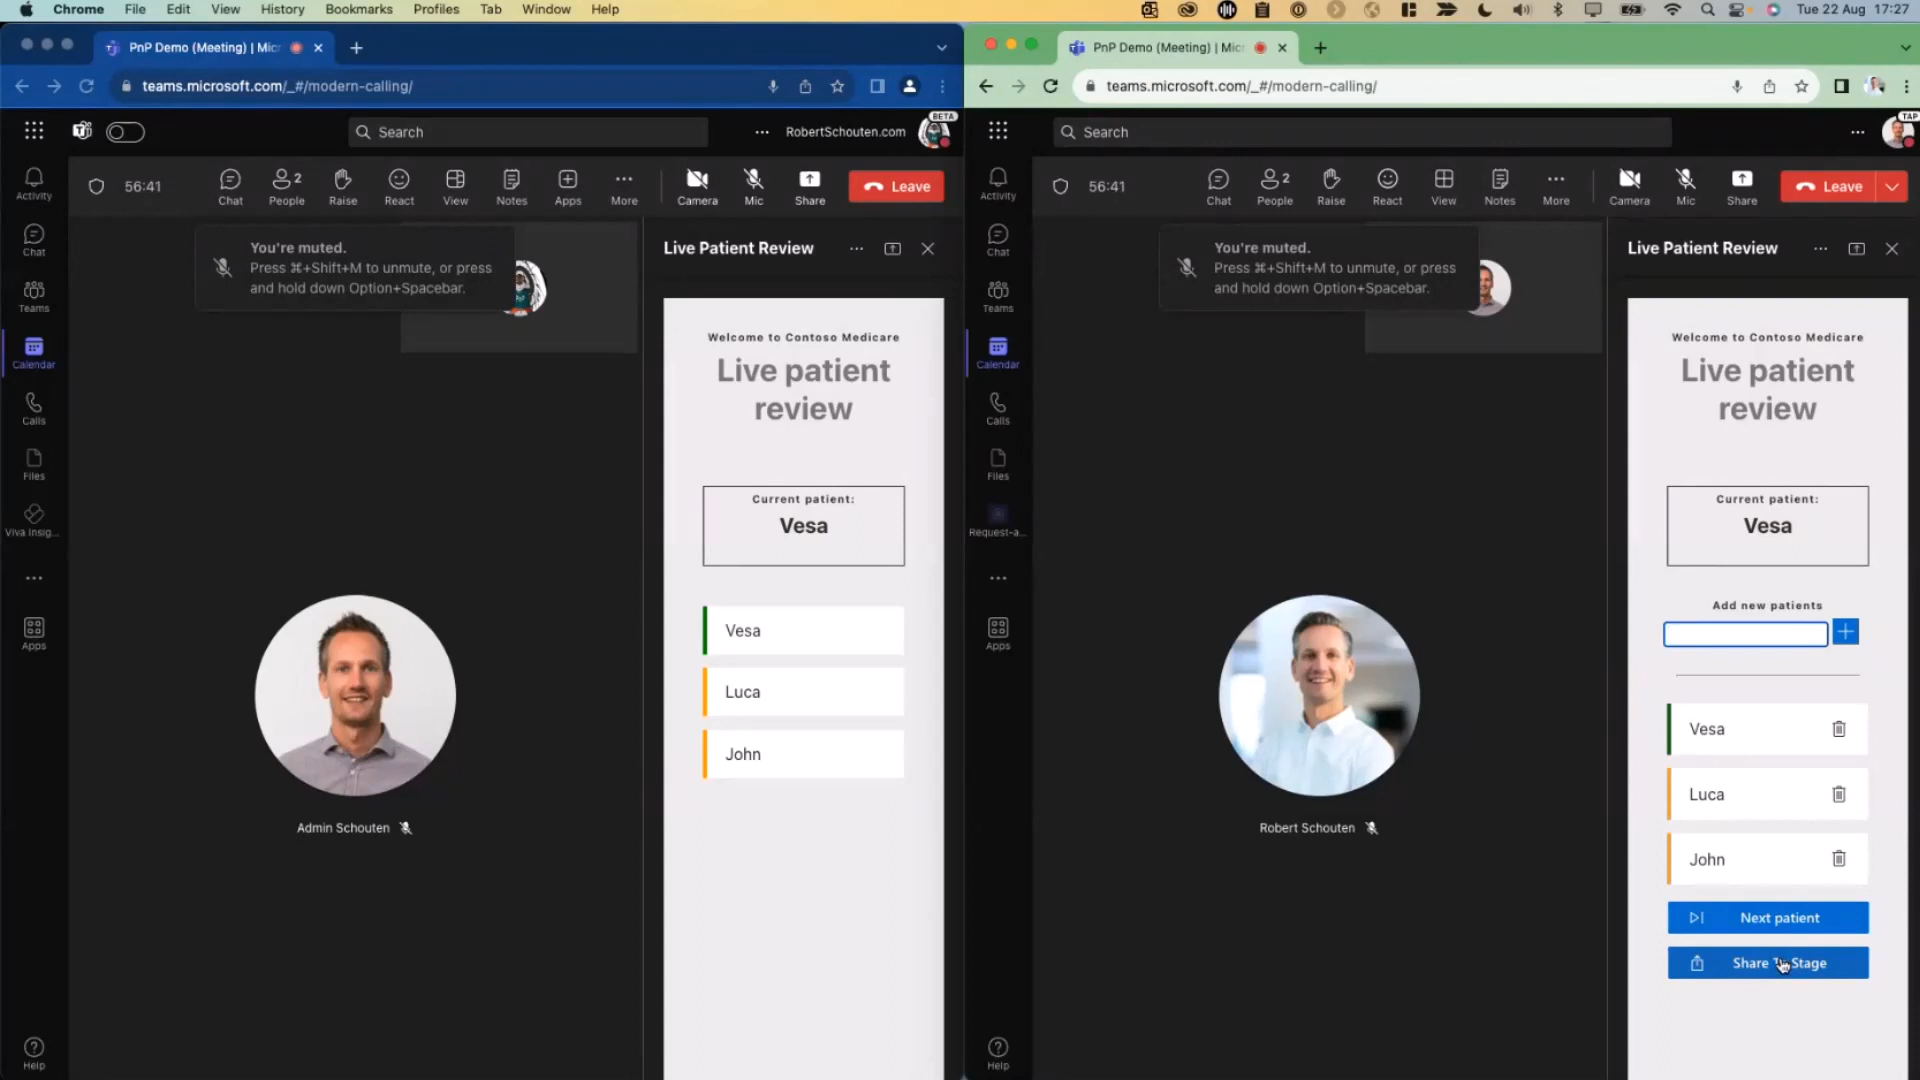 Chrome File Edit View History Bookmarks Profiles Tab Window Help Tue 22 Aug 17:27
PnP Demo (Meeting) | Micr
teams.microsoft.com/_#/modern-calling/
Search
RobertSchouten.com
BETA
56:41
Chat
People
2
Raise
React
View
Notes
Apps
More
Camera
Mic
Share
Leave
Activity
Chat
Teams
Calendar
Calls
Files
Viva Insig...
Apps
Help
You're muted.
Press ⌘+Shift+M to unmute, or press
and hold down Option+Spacebar.
Admin Schouten
Live Patient Review
Welcome to Contoso Medicare
Live patient
review
Current patient:
Vesa
Vesa
Luca
John
PnP Demo (Meeting) | Micr
teams.microsoft.com/_#/modern-calling/
Search
TAP
56:41
Chat
People
2
Raise
React
View
Notes
More
Camera
Mic
Share
Leave
Activity
Chat
Teams
Calendar
Calls
Files
Request-a...
Apps
Help
You're muted.
Press ⌘+Shift+M to unmute, or press
and hold down Option+Spacebar.
Robert Schouten
Live Patient Review
Welcome to Contoso Medicare
Live patient
review
Current patient:
Vesa
Add new patients
Vesa
Luca
John
Next patient
Share Stage